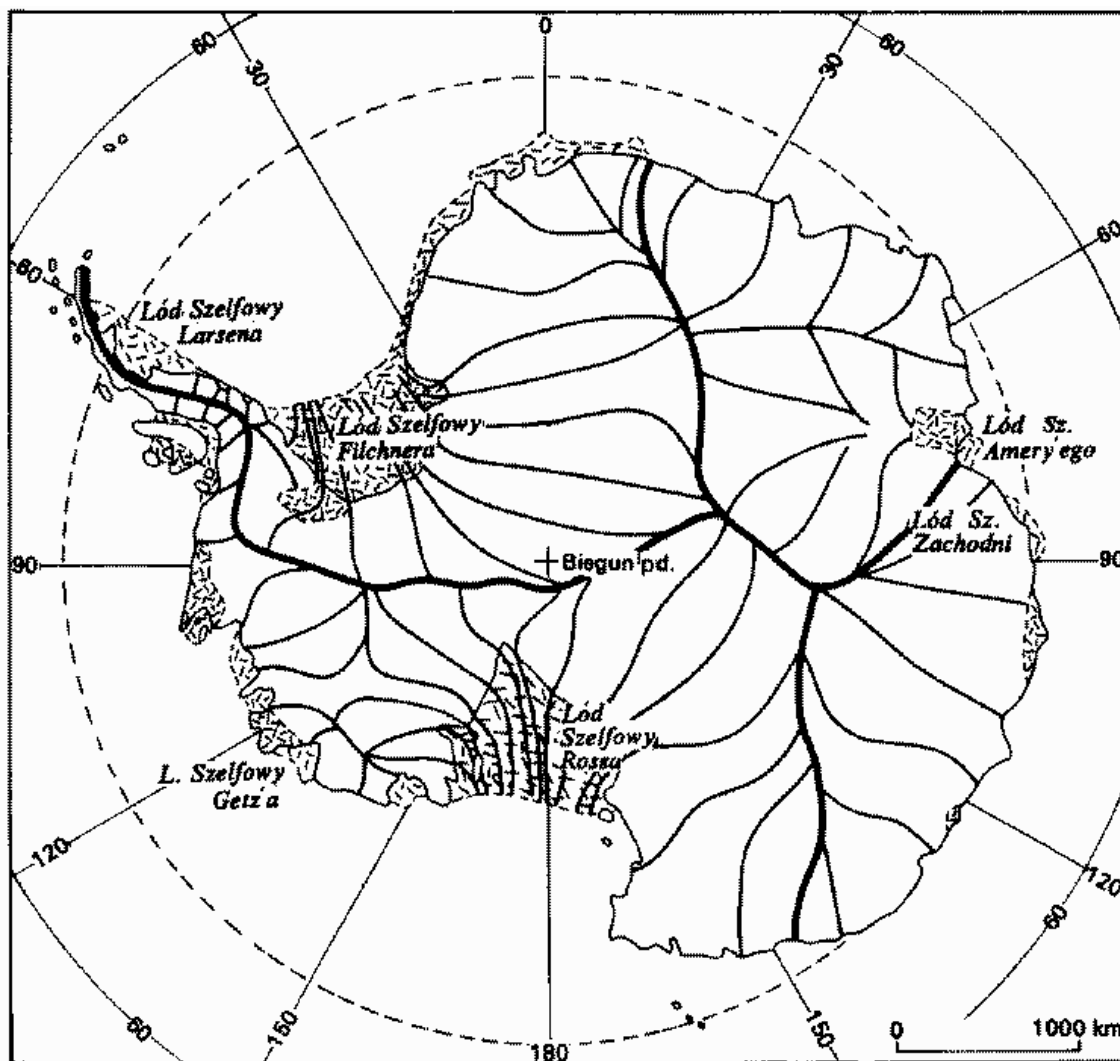 0
60
30
30
60
60
60
Lód Szelfowy
Larsena
Lód Szelfowy
Filchnera
Lód Sz.
Amery'ego
Lód Sz.
Zachodni
90
Biegun pd.
90
Lód
Szelfowy
Rossa
L. Szelfowy
Getz'a
120
120
60
60
150
150
180
0 1000 km